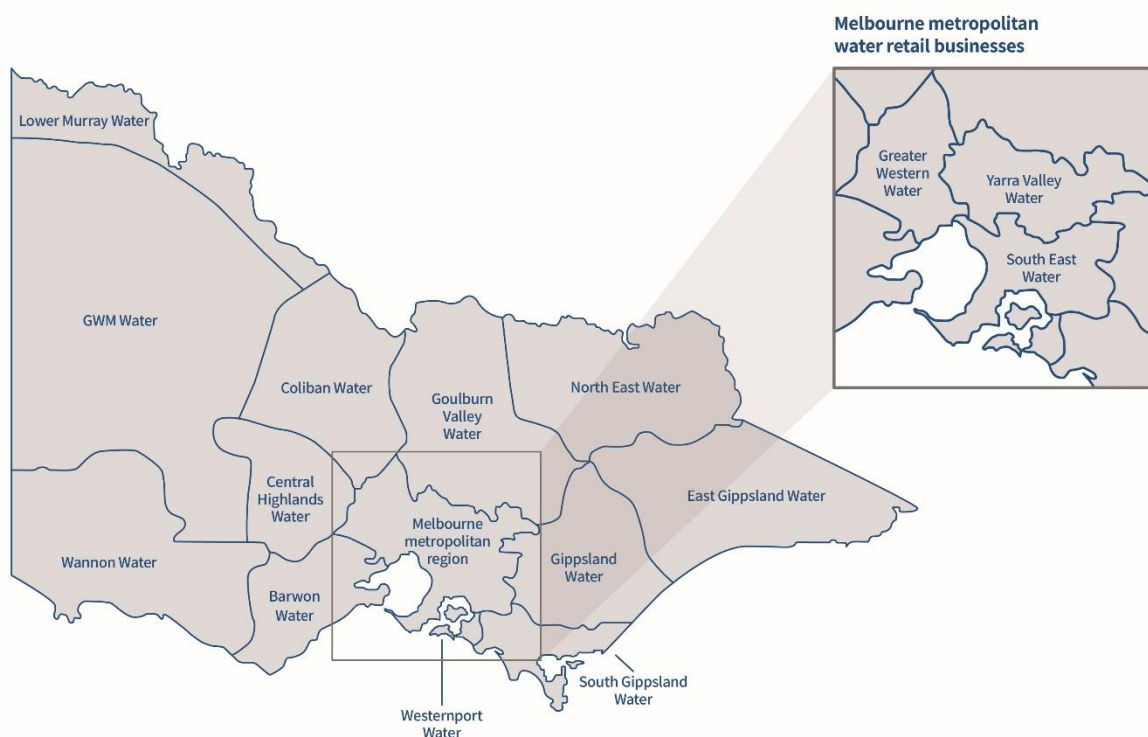 Melbourne metropolitan
water retail businesses
Lower Murray Water
Greater
Western
Water
Yarra Valley
Water
South East
Water
GWM Water
Coliban Water
Goulburn
Valley
Water
North East Water
Central
Highlands
Water
Melbourne
metropolitan
region
East Gippsland Water
Wannon Water
Gippsland
Water
Barwon
Water
South Gippsland
Water
Westernport
Water